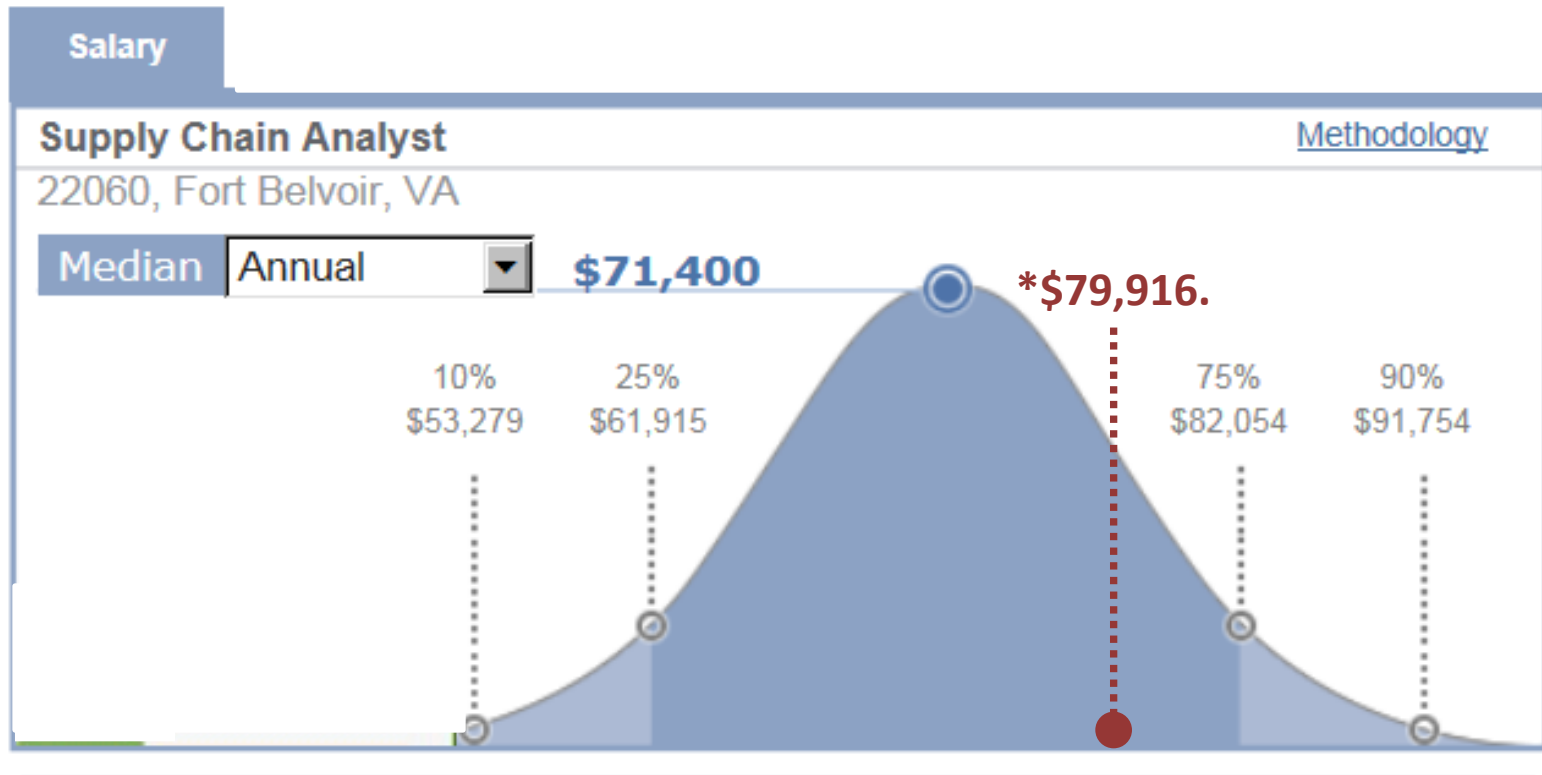 Salary
Supply Chain Analyst
Methodology
22060, Fort Belvoir, VA
Median Annual $71,400
*$79,916.
10% 25% 75% 90%
$53,279 $61,915 $82,054 $91,754